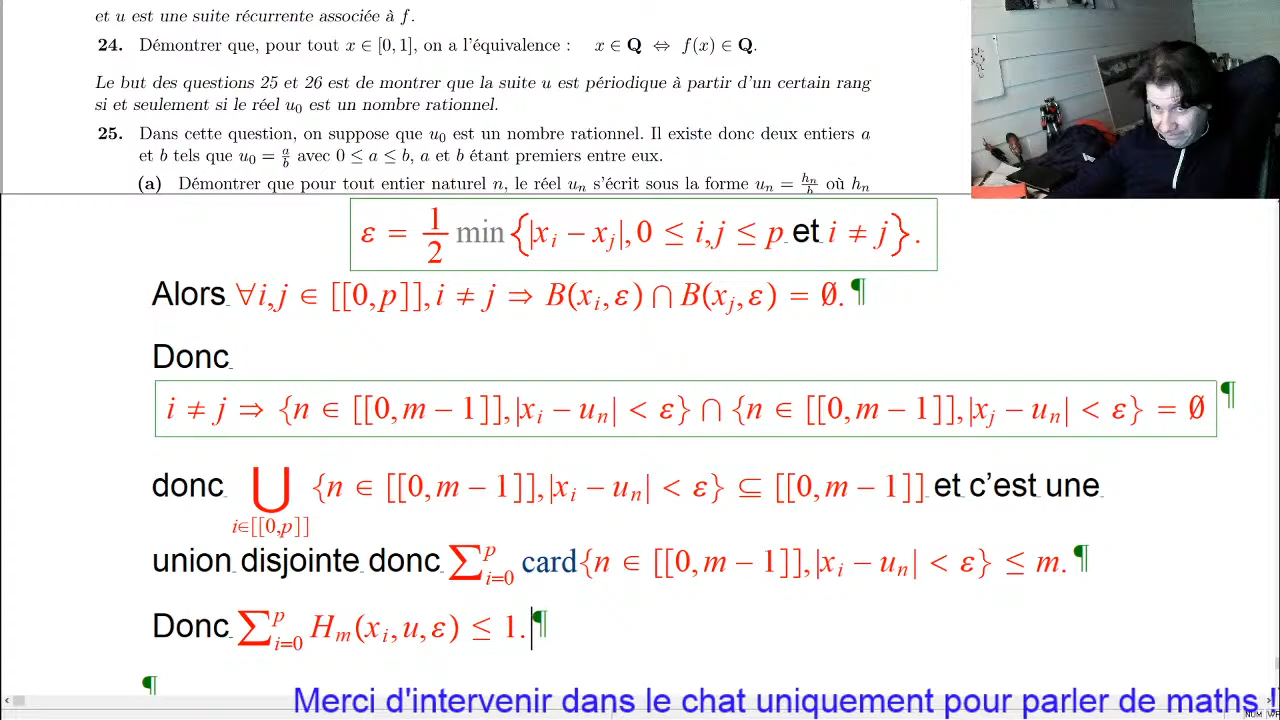 et u est une suite récurrente associée à f.
24. Démontrer que, pour tout x ∈ [0, 1], on a l'équivalence : x ∈ Q ⇔ f(x) ∈ Q.
Le but des questions 25 et 26 est de montrer que la suite u est périodique à partir d'un certain rang
si et seulement si le réel u₀ est un nombre rationnel.
25. Dans cette question, on suppose que u₀ est un nombre rationnel. Il existe donc deux entiers a
et b tels que u₀ = a/b avec 0 ≤ a ≤ b, a et b étant premiers entre eux.
(a) Démontrer que pour tout entier naturel n, le réel uₙ s'écrit sous la forme uₙ = hₙ/b où hₙ
ε = 1/2 min{|xᵢ − xⱼ|, 0 ≤ i,j ≤ p et i ≠ j}.
Alors ∀i,j ∈ [[0,p]], i ≠ j ⇒ B(xᵢ,ε) ∩ B(xⱼ,ε) = ∅. ¶
Donc
i ≠ j ⇒ {n ∈ [[0,m − 1]],|xᵢ − uₙ| < ε} ∩ {n ∈ [[0,m − 1]],|xⱼ − uₙ| < ε} = ∅ ¶
donc ⋃ i∈[[0,p]] {n ∈ [[0,m − 1]],|xᵢ − uₙ| < ε} ⊆ [[0,m − 1]] et c'est une
union disjointe donc ∑ᵢ₌₀ᵖ card{n ∈ [[0,m − 1]],|xᵢ − uₙ| < ε} ≤ m. ¶
Donc ∑ᵢ₌₀ᵖ Hₘ(xᵢ,u,ε) ≤ 1. ¶
¶
Merci d'intervenir dans le chat uniquement pour parler de maths !